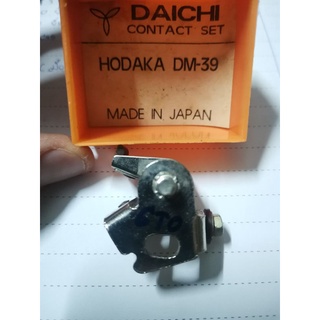 DAICHI
CONTACT SET
HODAKA DM-39
MADE IN JAPAN